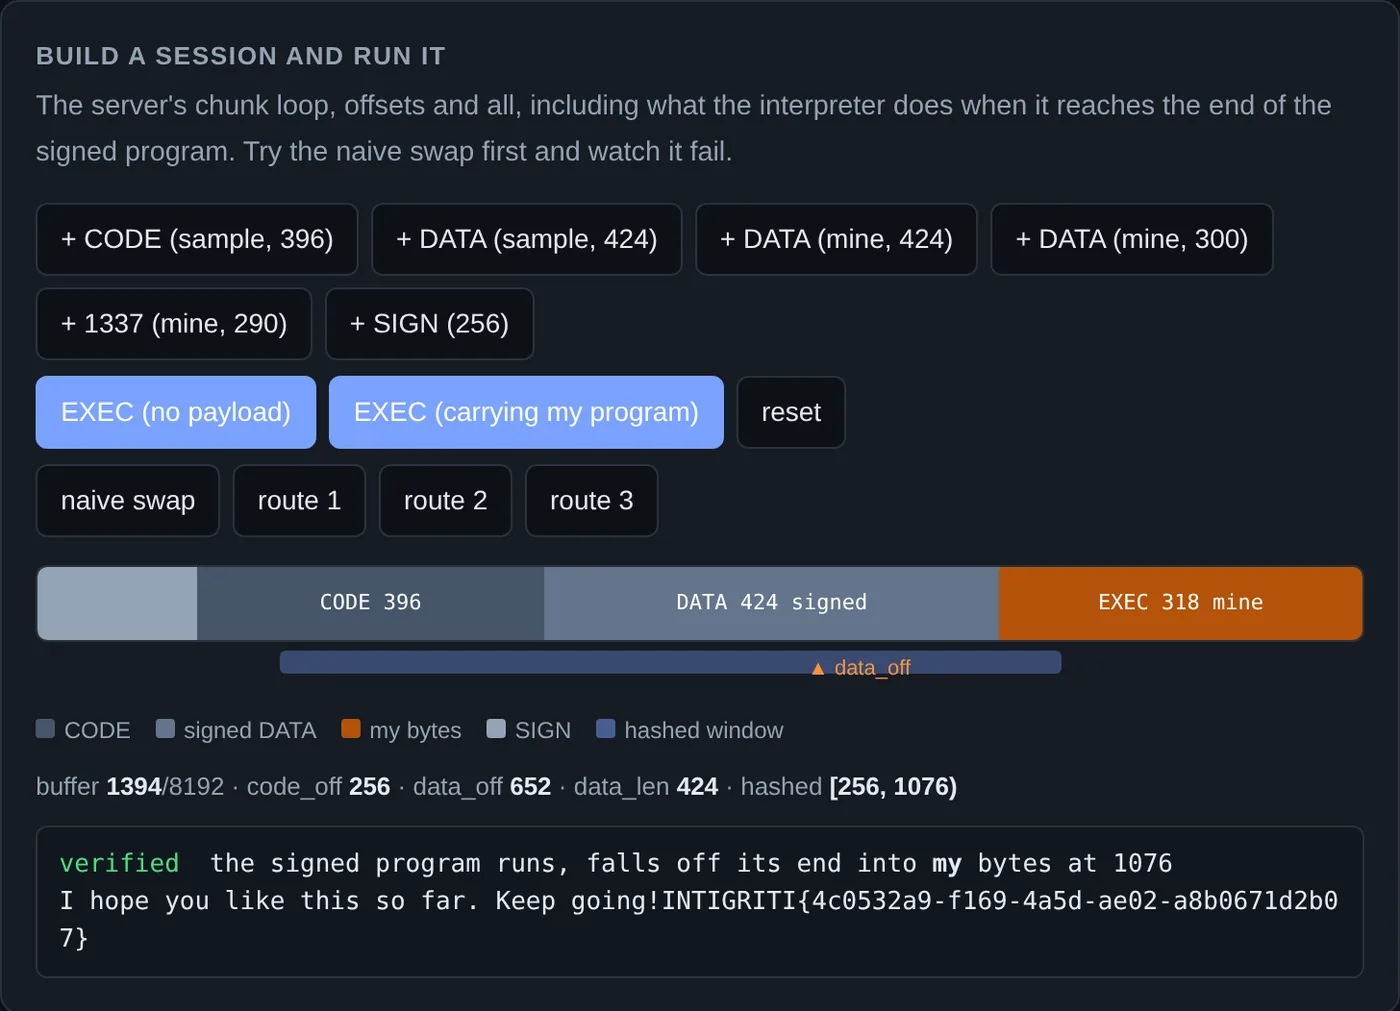 BUILD A SESSION AND RUN IT
The server's chunk loop, offsets and all, including what the interpreter does when it reaches the end of the
signed program. Try the naive swap first and watch it fail.
+ CODE (sample, 396) + DATA (sample, 424) + DATA (mine, 424) + DATA (mine, 300)
+ 1337 (mine, 290) + SIGN (256)
EXEC (no payload) EXEC (carrying my program) reset
naive swap route 1 route 2 route 3
CODE 396 DATA 424 signed EXEC 318 mine
▲ data_off
CODE signed DATA my bytes SIGN hashed window
buffer 1394/8192 · code_off 256 · data_off 652 · data_len 424 · hashed [256, 1076)
verified the signed program runs, falls off its end into my bytes at 1076
I hope you like this so far. Keep going!INTIGRITI{4c0532a9-f169-4a5d-ae02-a8b0671d2b0
7}